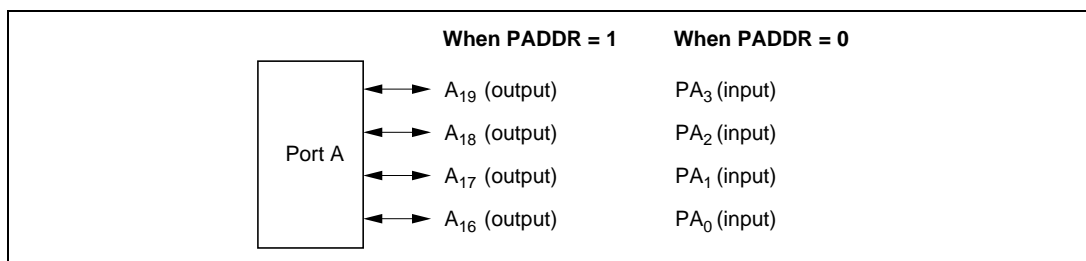 When PADDR = 1 When PADDR = 0
A19 (output) PA3 (input)
A18 (output) PA2 (input)
Port A
A17 (output) PA1 (input)
A16 (output) PA0 (input)